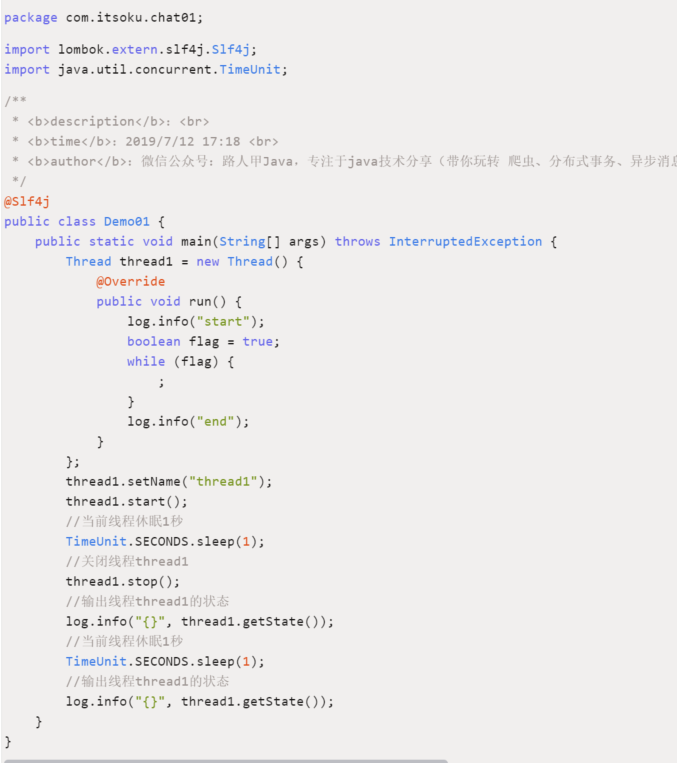 package com.itsoku.chat01;
import lombok.extern.slf4j.Slf4j;
import java.util.concurrent.TimeUnit;
/**
 * <b>description</b>：<br>
 * <b>time</b>：2019/7/12 17:18 <br>
 * <b>author</b>：微信公众号：路人甲Java，专注于java技术分享（带你玩转 爬虫、分布式事务、异步消息
 */
@Slf4j
public class Demo01 {
    public static void main(String[] args) throws InterruptedException {
        Thread thread1 = new Thread() {
            @Override
            public void run() {
                log.info("start");
                boolean flag = true;
                while (flag) {
                    ;
                }
                log.info("end");
            }
        };
        thread1.setName("thread1");
        thread1.start();
        //当前线程休眠1秒
        TimeUnit.SECONDS.sleep(1);
        //关闭线程thread1
        thread1.stop();
        //输出线程thread1的状态
        log.info("{}", thread1.getState());
        //当前线程休眠1秒
        TimeUnit.SECONDS.sleep(1);
        //输出线程thread1的状态
        log.info("{}", thread1.getState());
    }
}